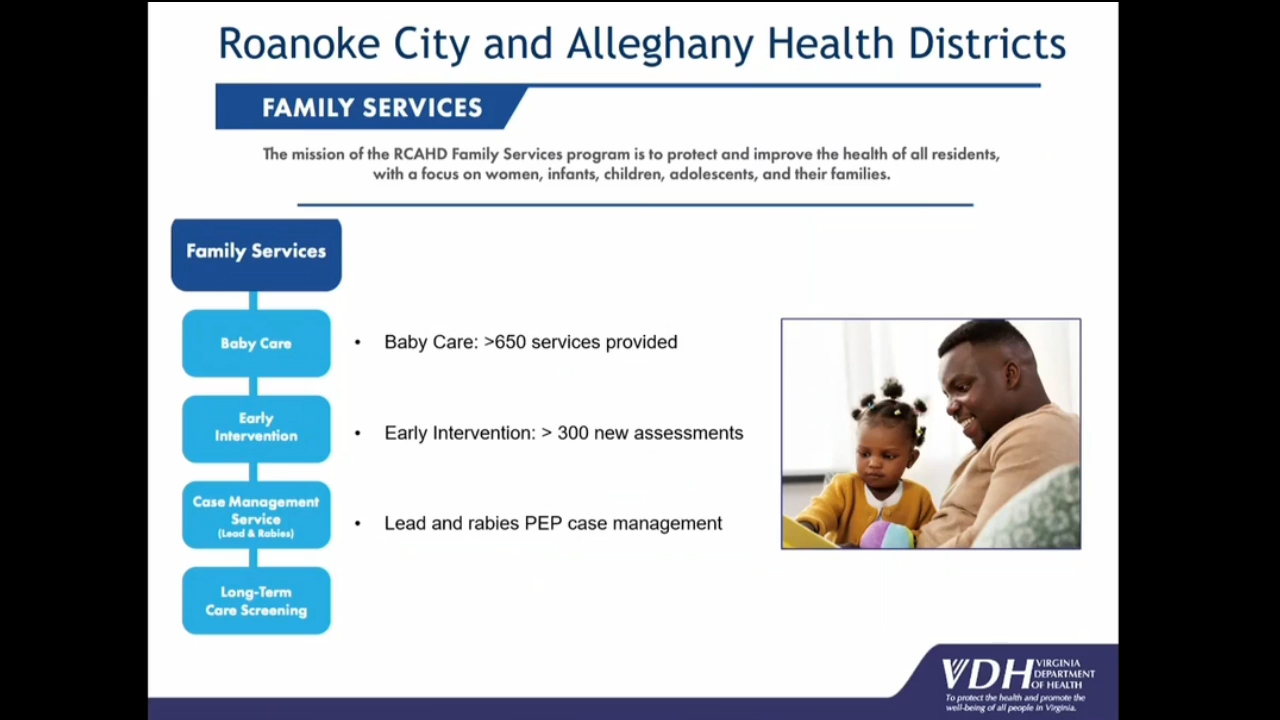 Roanoke City and Alleghany Health Districts
FAMILY SERVICES
The mission of the RCAHD Family Services program is to protect and improve the health of all residents,
with a focus on women, infants, children, adolescents, and their families.
Family Services
Baby Care
• Baby Care: >650 services provided
Early
Intervention
• Early Intervention: > 300 new assessments
Case Management
Service
(Lead & Rabies)
• Lead and rabies PEP case management
Long-Term
Care Screening
VDH VIRGINIA
DEPARTMENT
OF HEALTH
To protect the health and promote the
well-being of all people in Virginia.